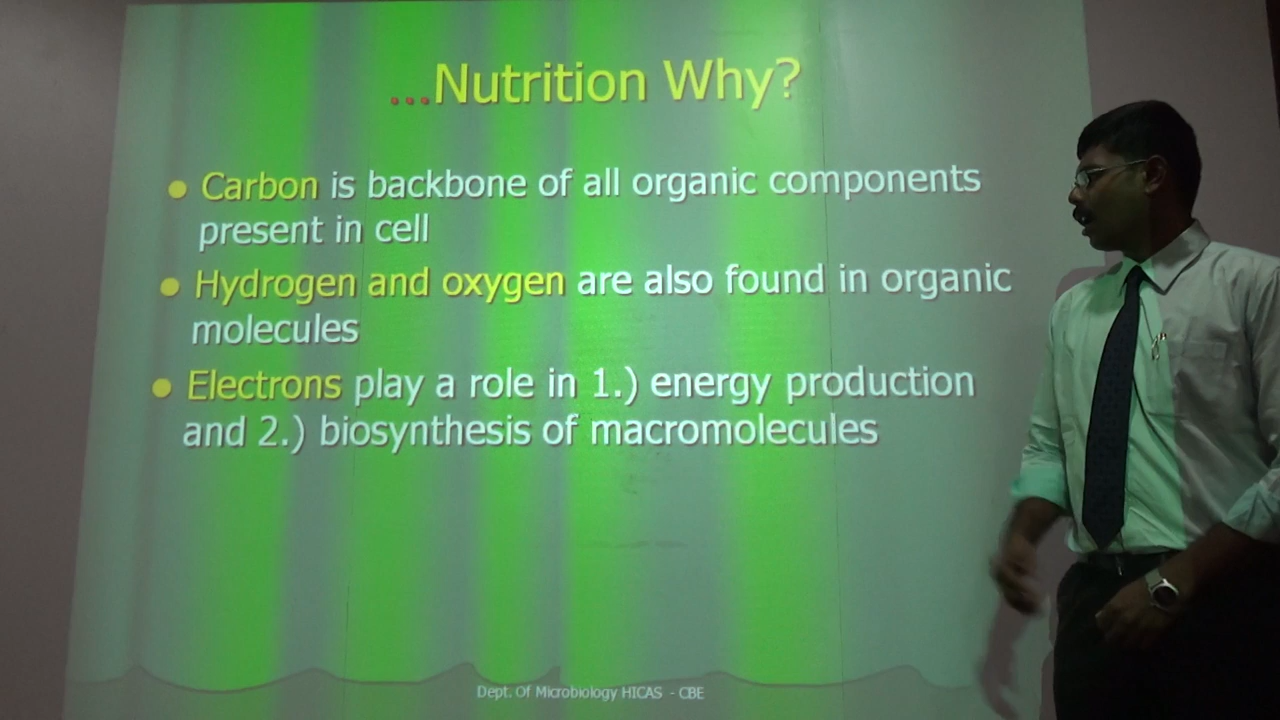 ...Nutrition Why?
• Carbon is backbone of all organic components
present in cell
• Hydrogen and oxygen are also found in organic
molecules
• Electrons play a role in 1.) energy production
and 2.) biosynthesis of macromolecules
Dept. Of Microbiology HICAS - CBE